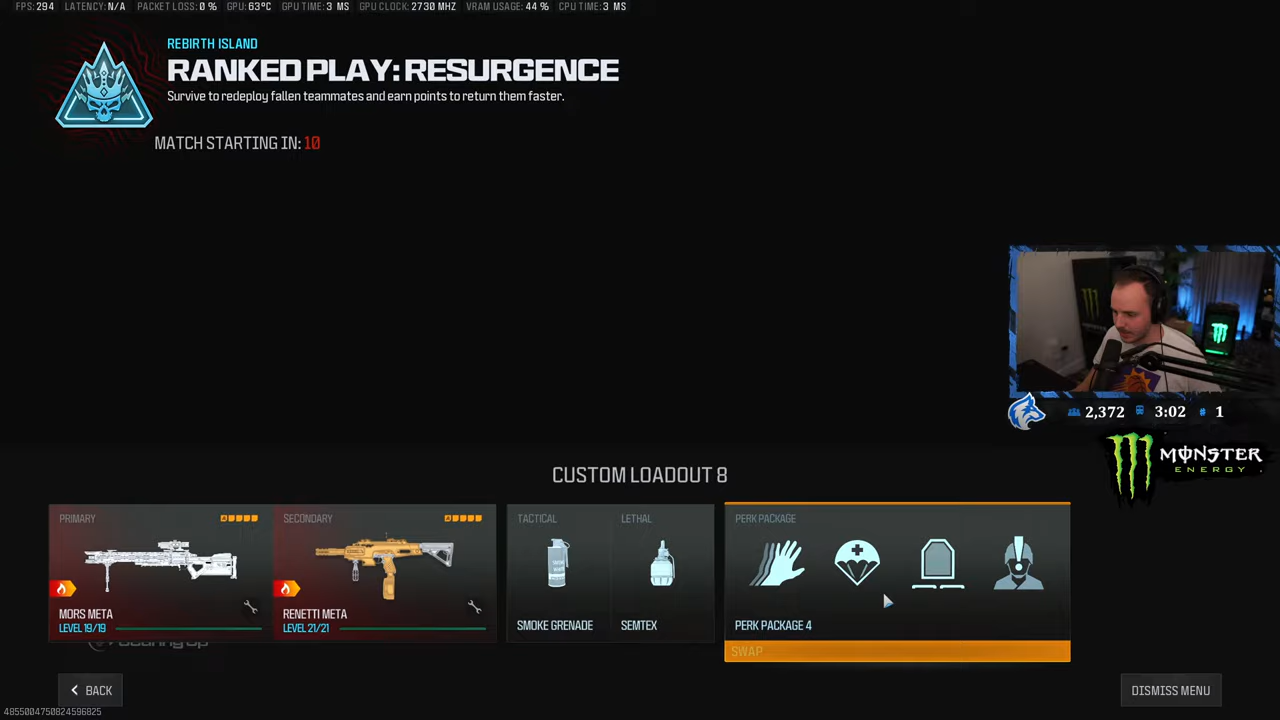 FPS: 294 LATENCY: N/A PACKET LOSS: 0 % GPU: 63°C GPU TIME: 3 MS GPU CLOCK: 2730 MHZ VRAM USAGE: 44 % CPU TIME: 3 MS
REBIRTH ISLAND
RANKED PLAY: RESURGENCE
Survive to redeploy fallen teammates and earn points to return them faster.
MATCH STARTING IN: 10
2,372 3:02 # 1
MONSTER
ENERGY
CUSTOM LOADOUT 8
PRIMARY SECONDARY TACTICAL LETHAL PERK PACKAGE
MORS META RENETTI META SMOKE GRENADE SEMTEX PERK PACKAGE 4
LEVEL 19/19 LEVEL 21/21
SWAP
BACK DISMISS MENU
4855004750824596825